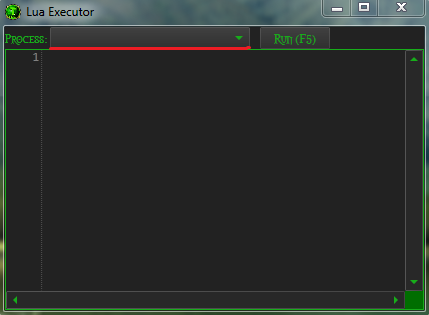 Lua Executor
Process: Run (F5)
1